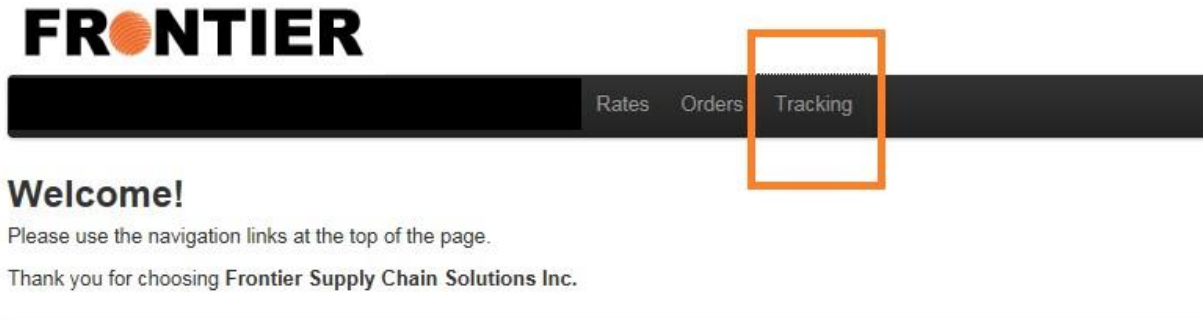 FRONTIER
Rates Orders Tracking
Welcome!
Please use the navigation links at the top of the page.
Thank you for choosing Frontier Supply Chain Solutions Inc.